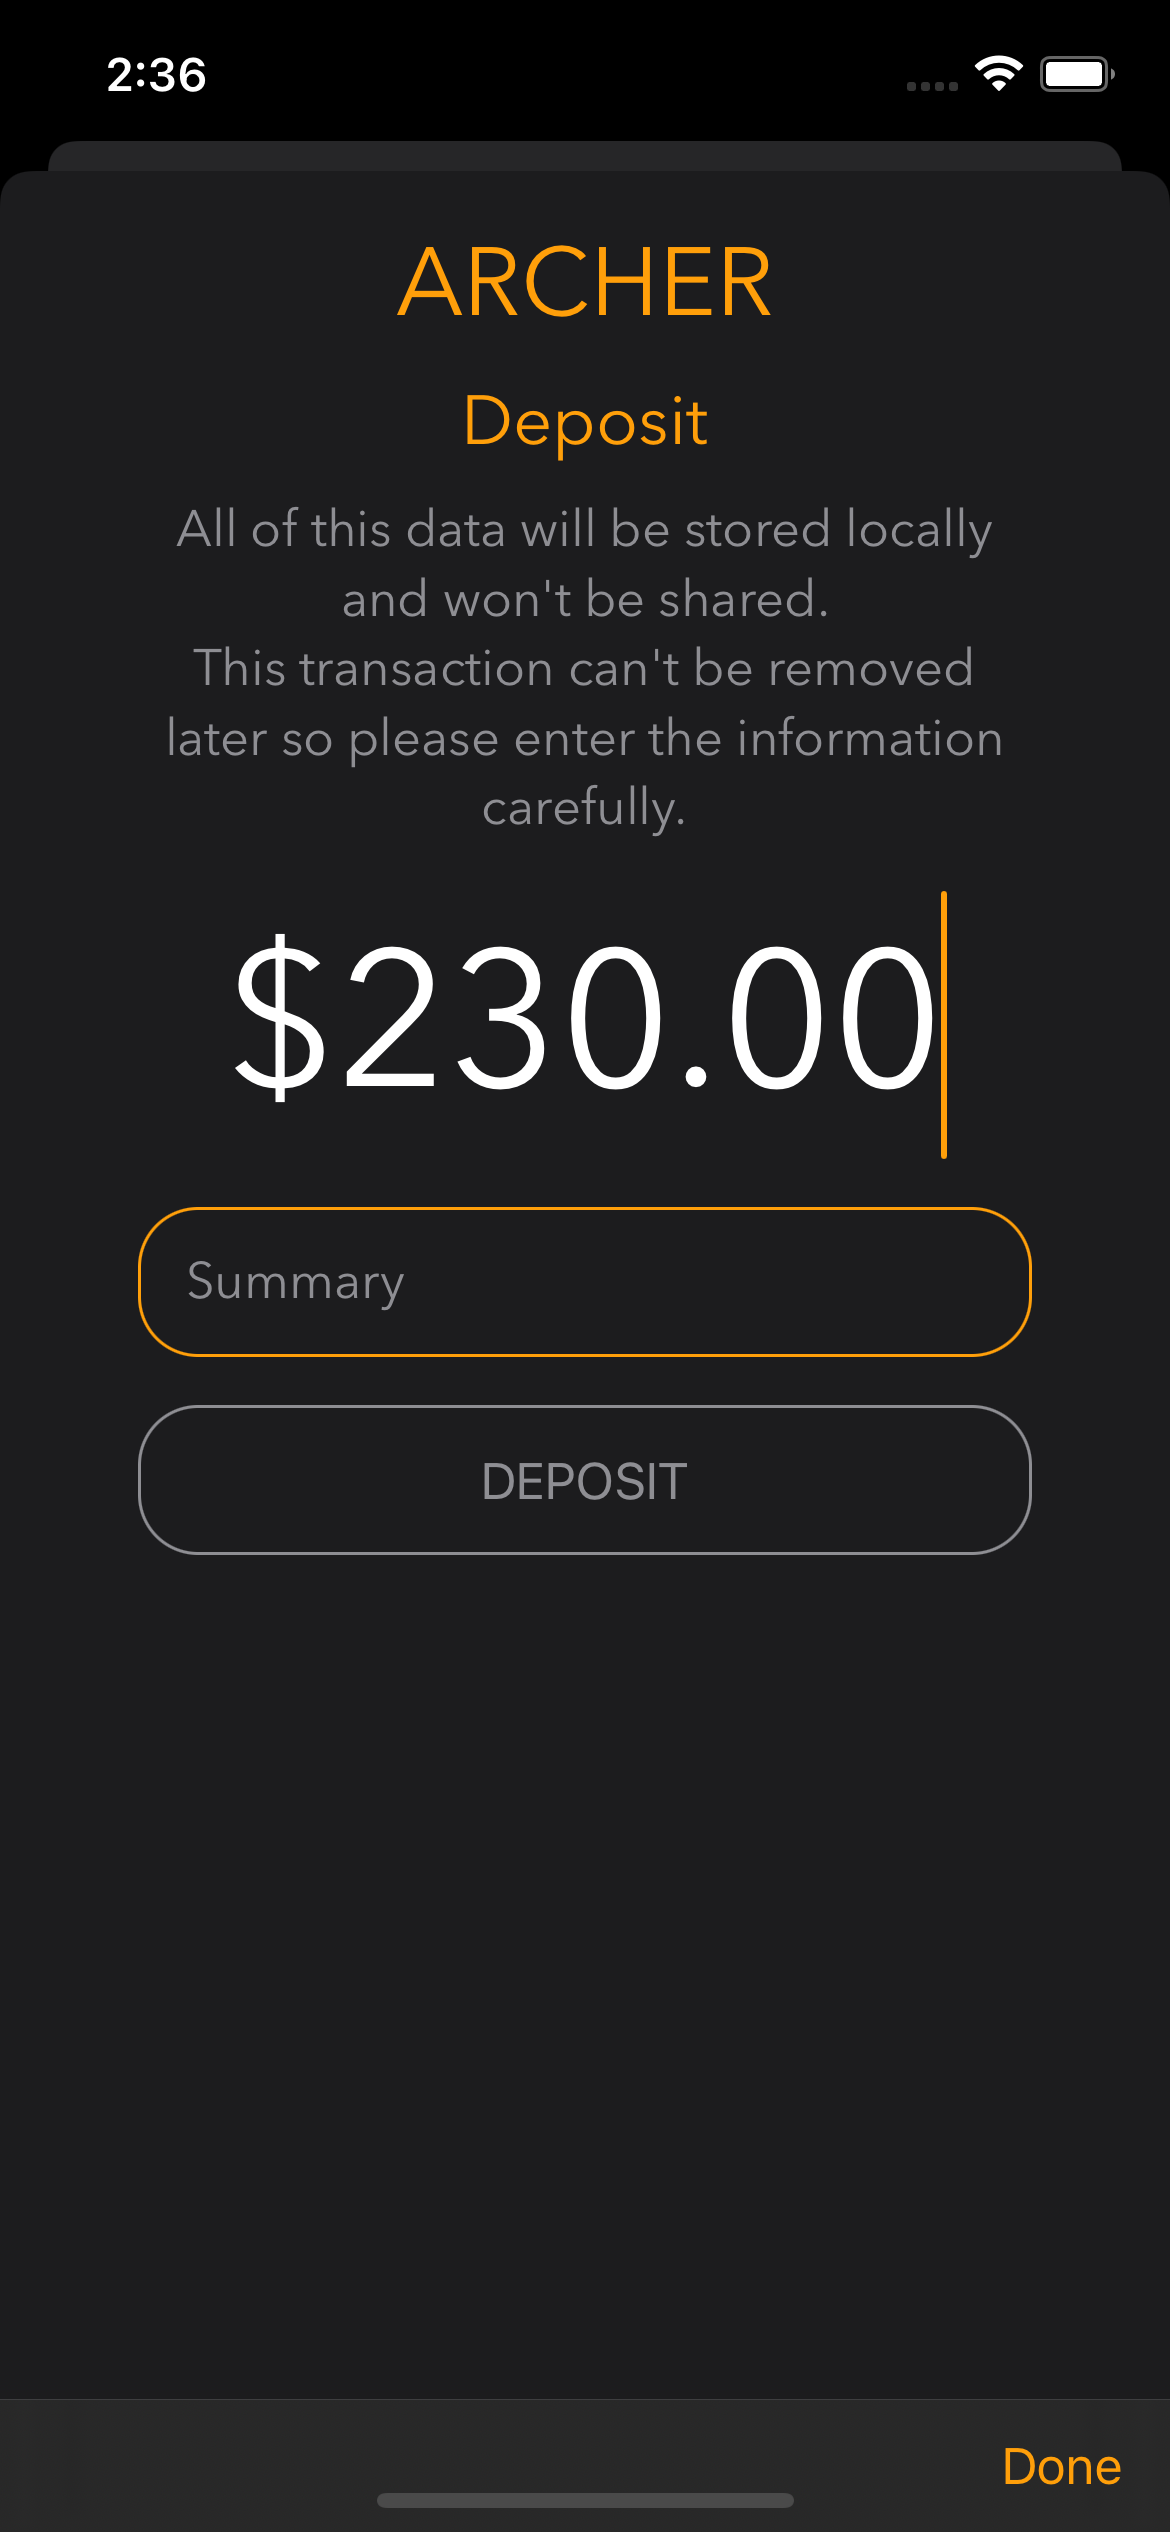 2:36
ARCHER
Deposit
All of this data will be stored locally
and won't be shared.
This transaction can't be removed
later so please enter the information
carefully.
$230.00
Summary
DEPOSIT
Done